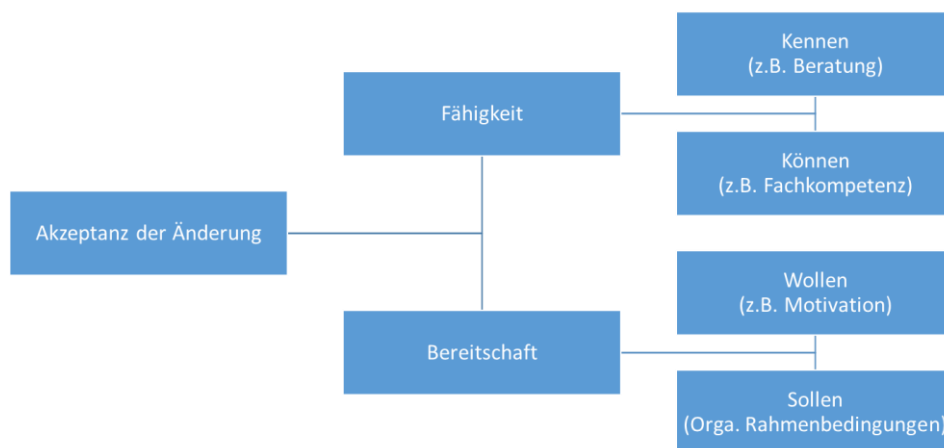 Akzeptanz der Änderung
Fähigkeit
Kennen
(z.B. Beratung)
Können
(z.B. Fachkompetenz)
Bereitschaft
Wollen
(z.B. Motivation)
Sollen
(Orga. Rahmenbedingungen)